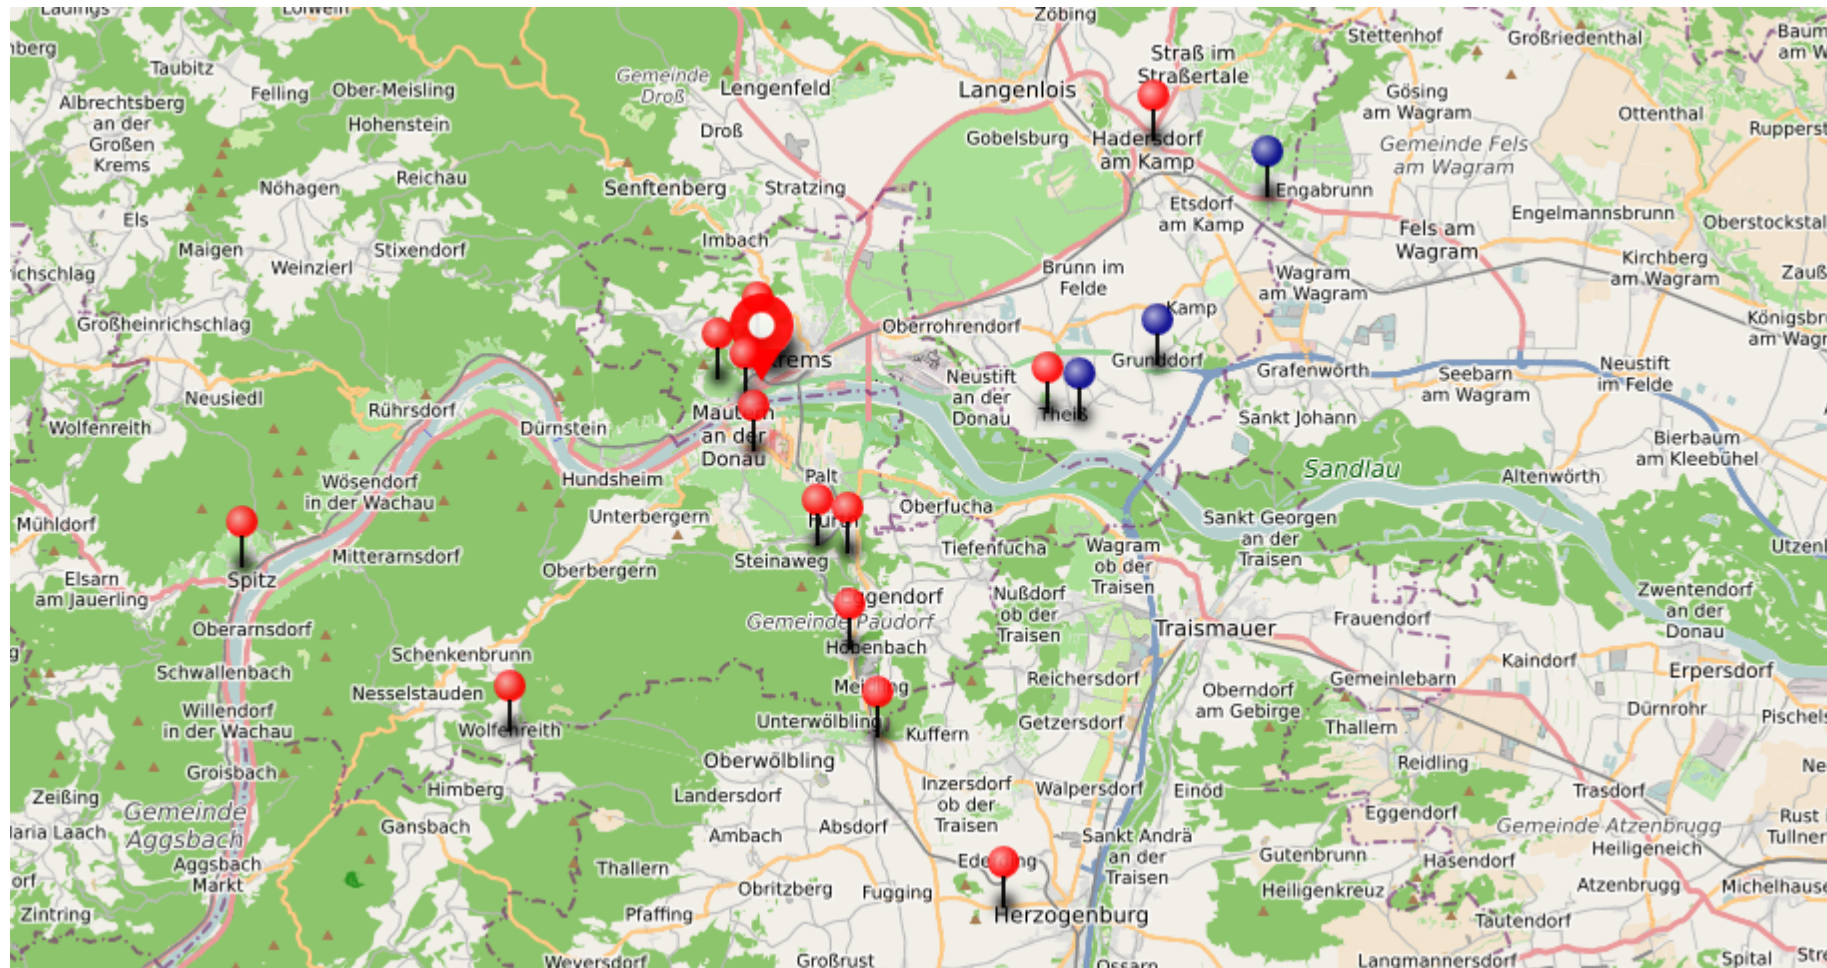 Ladings
Lobwein
Zöbing
Stettenhof
Großriedenthal
Taubitz
Straß im
Straßertale
Gemeinde
Droß
Lengenfeld
Langenlois
Felling
Ober-Meisling
Albrechtsberg
an der
Großen
Krems
Hohenstein
Droß
Gobelsburg
Hadersdorf
am Kamp
Gösing
am Wagram
Ottenthal
Gemeinde Fels
am Wagram
Reichau
Nöhagen
Senftenberg
Stratzing
Engabrunn
Els
Etsdorf
am Kamp
Engelmannsbrunn
Fels am
Wagram
Maigen
Stixendorf
Weinzierl
Imbach
Brunn im
Felde
Wagram
am Wagram
Kirchberg
am Wagram
Großheinrichschlag
Kamp
Oberrohrendorf
Grunddorf
Grafenwörth
Seebarn
am Wagram
Neustift
im Felde
Neustift
an der
Donau
Theiß
Neusiedl
Rührsdorf
Wolfenreith
Dürnstein
an der
Donau
Sankt Johann
Bierbaum
am Kleebühel
Sandlau
Altenwörth
Hundsheim
Wösendorf
in der Wachau
Palt
Mühldorf
Unterbergern
Oberfucha
Sankt Georgen
an der
Traisen
Mitterarnsdorf
Steinaweg
Tiefenfucha
Wagram
ob der
Traisen
Spitz
Elsarn
am Jauerling
Oberbergern
Nußdorf
ob der
Traisen
Zwentendorf
an der
Donau
Gemeinde Paudorf
Oberarnsdorf
Traismauer
Frauendorf
Höbenbach
Schenkenbrunn
Schwallenbach
Nesselstauden
Reichersdorf
Gemeinlebarn
Kaindorf
Erpersdorf
Oberndorf
am Gebirge
Willendorf
in der Wachau
Wolfenreith
Unterwölbling
Kuffern
Getzersdorf
Thallern
Dürnrohr
Oberwölbling
Reidling
Groisbach
Himberg
Landersdorf
Inzersdorf
ob der
Traisen
Walpersdorf
Einöd
Trasdorf
Zeißing
Gemeinde
Aggsbach
Gansbach
Ambach
Absdorf
Eggendorf
Gemeinde Atzenbrugg
Heiligeneich
Sankt Andrä
an der
Traisen
Aggsbach
Markt
Thallern
Obritzberg
Fugging
Gutenbrunn
Hasendorf
Heiligenkreuz
Atzenbrugg
Zintring
Pfaffing
Herzogenburg
Tautendorf
Großrust
Langmannersdorf
Spital